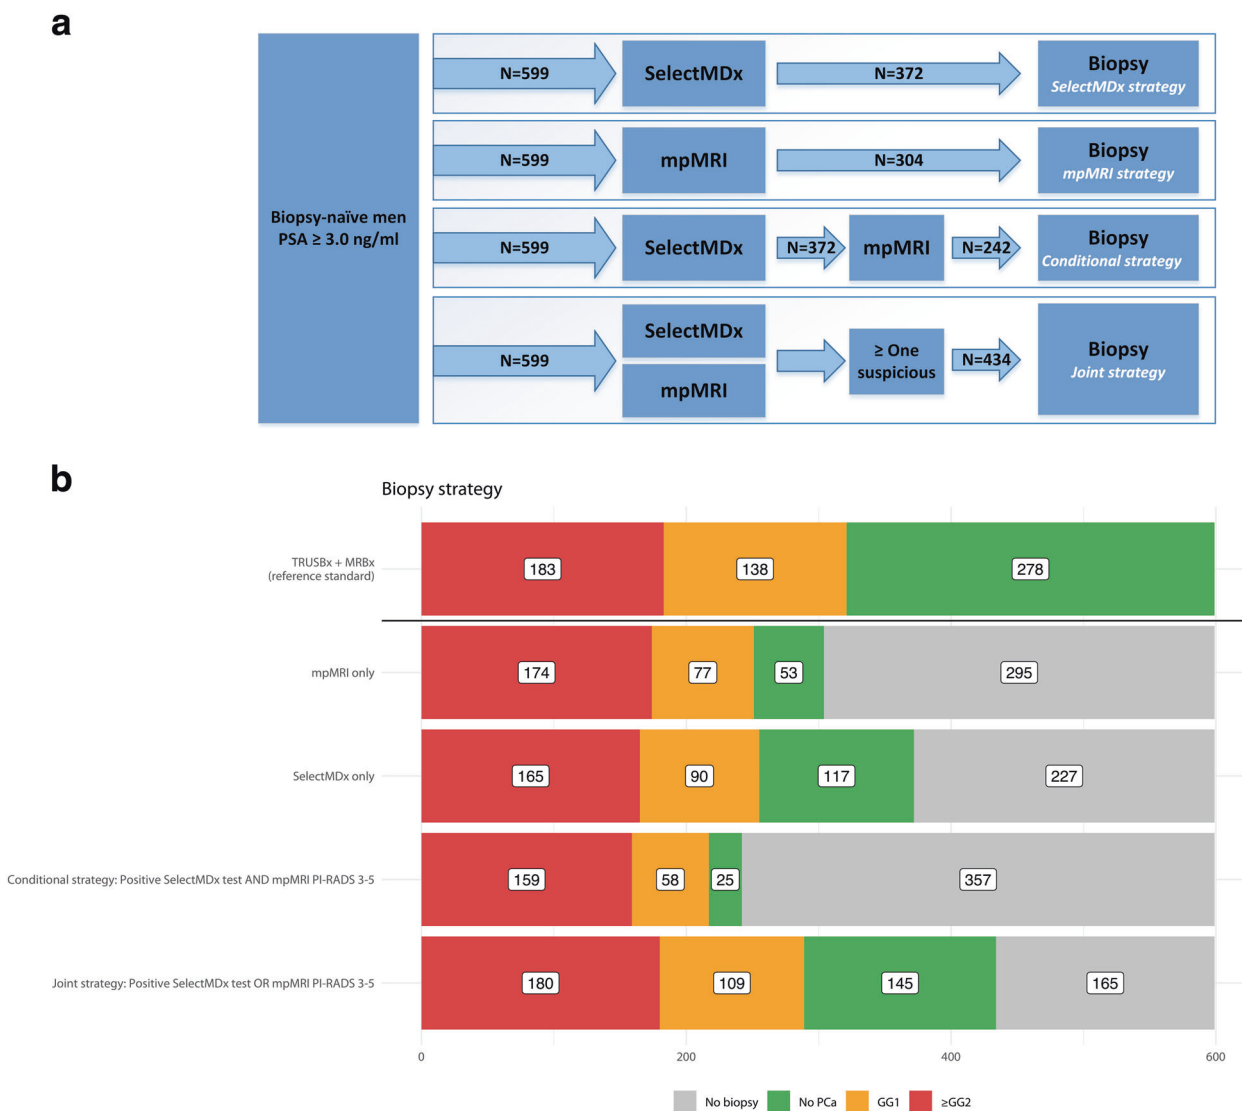 a
Biopsy-naïve men
PSA ≥ 3.0 ng/ml
N=599
SelectMDx
N=372
Biopsy
SelectMDx strategy
N=599
mpMRI
N=304
Biopsy
mpMRI strategy
N=599
SelectMDx
N=372
mpMRI
N=242
Biopsy
Conditional strategy
N=599
SelectMDx
mpMRI
≥ One
suspicious
N=434
Biopsy
Joint strategy
b
Biopsy strategy
TRUSBx + MRBx
(reference standard)
183
138
278
mpMRI only
174
77
53
295
SelectMDx only
165
90
117
227
Conditional strategy: Positive SelectMDx test AND mpMRI PI-RADS 3-5
159
58
25
357
Joint strategy: Positive SelectMDx test OR mpMRI PI-RADS 3-5
180
109
145
165
0
200
400
600
No biopsy
No PCa
GG1
≥GG2